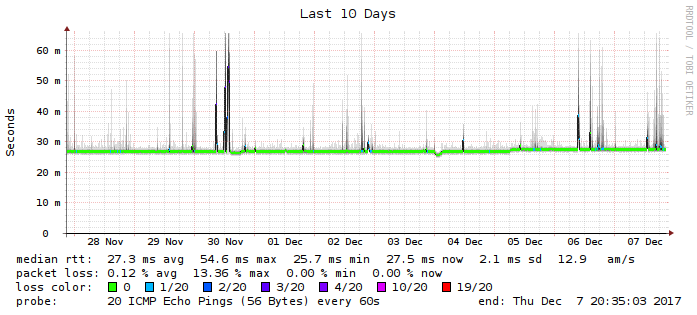 Last 10 Days
RRDTOOL / TOBI OETIKER
Seconds
60 m
50 m
40 m
30 m
20 m
10 m
0
28 Nov 29 Nov 30 Nov 01 Dec 02 Dec 03 Dec 04 Dec 05 Dec 06 Dec 07 Dec
median rtt: 27.3 ms avg 54.6 ms max 25.7 ms min 27.5 ms now 2.1 ms sd 12.9 am/s
packet loss: 0.12 % avg 13.36 % max 0.00 % min 0.00 % now
loss color: 0 1/20 2/20 3/20 4/20 10/20 19/20
probe: 20 ICMP Echo Pings (56 Bytes) every 60s end: Thu Dec 7 20:35:03 2017